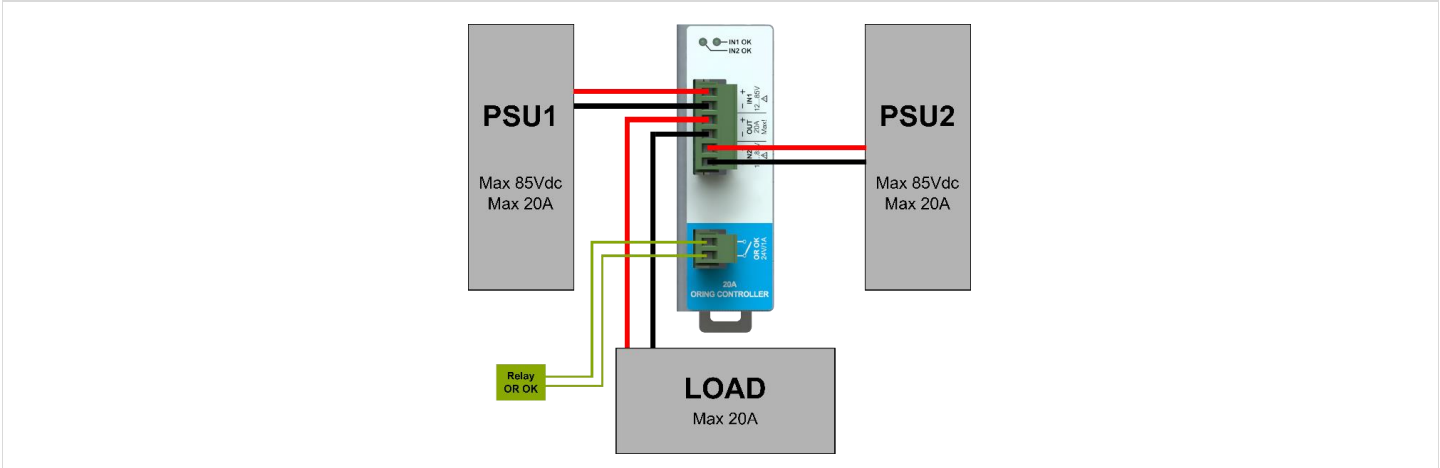 PSU1
Max 85Vdc
Max 20A
IN1 OK
IN2 OK
+ IN1
- 12...85V
+ OUT
- 20A
Max!
OR OK
24V/1A
20A
ORING CONTROLLER
PSU2
Max 85Vdc
Max 20A
Relay
OR OK
LOAD
Max 20A